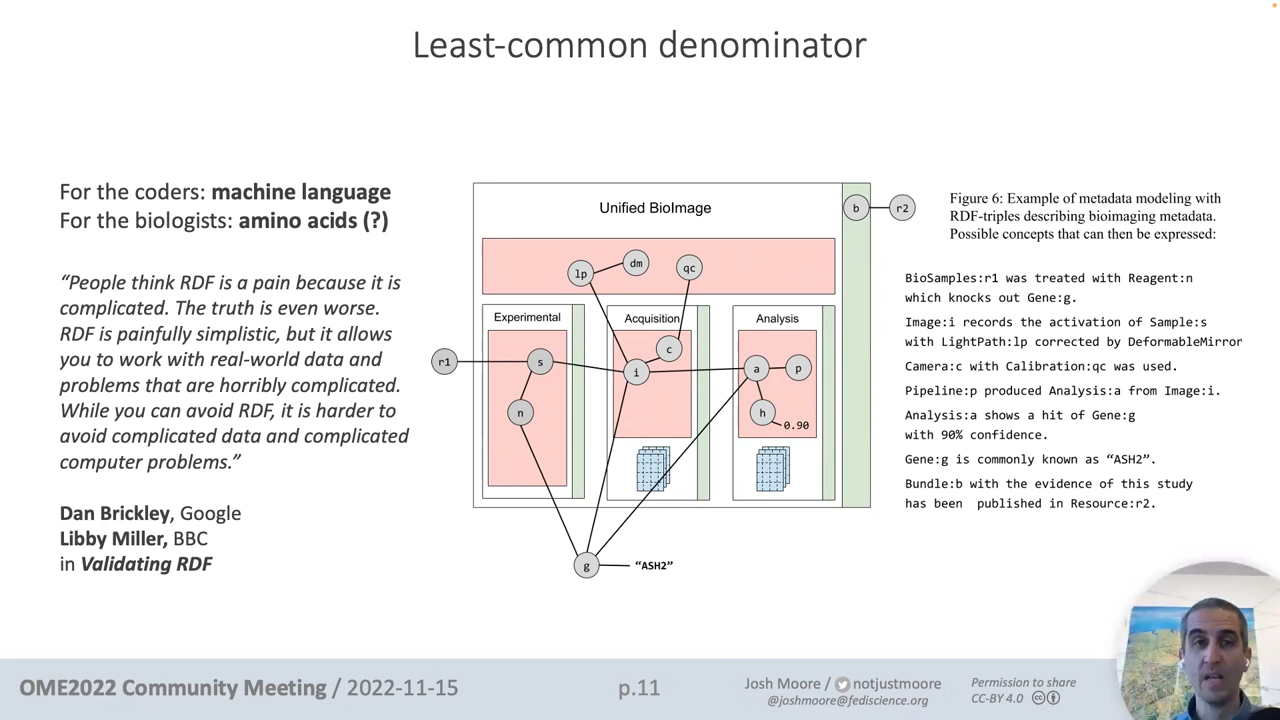 Least-common denominator
For the coders: machine language
For the biologists: amino acids (?)
“People think RDF is a pain because it is
complicated. The truth is even worse.
RDF is painfully simplistic, but it allows
you to work with real-world data and
problems that are horribly complicated.
While you can avoid RDF, it is harder to
avoid complicated data and complicated
computer problems.”
Dan Brickley, Google
Libby Miller, BBC
in Validating RDF
Unified BioImage
b
r2
lp
dm
qc
Experimental
Acquisition
Analysis
r1
s
c
i
a
p
n
h
0.90
g
“ASH2”
Figure 6: Example of metadata modeling with
RDF-triples describing bioimaging metadata.
Possible concepts that can then be expressed:
BioSamples:r1 was treated with Reagent:n
which knocks out Gene:g.
Image:i records the activation of Sample:s
with LightPath:lp corrected by DeformableMirror
Camera:c with Calibration:qc was used.
Pipeline:p produced Analysis:a from Image:i.
Analysis:a shows a hit of Gene:g
with 90% confidence.
Gene:g is commonly known as “ASH2”.
Bundle:b with the evidence of this study
has been published in Resource:r2.
OME2022 Community Meeting / 2022-11-15
p.11
Josh Moore / notjustmoore
@joshmoore@fediscience.org
Permission to share
CC-BY 4.0